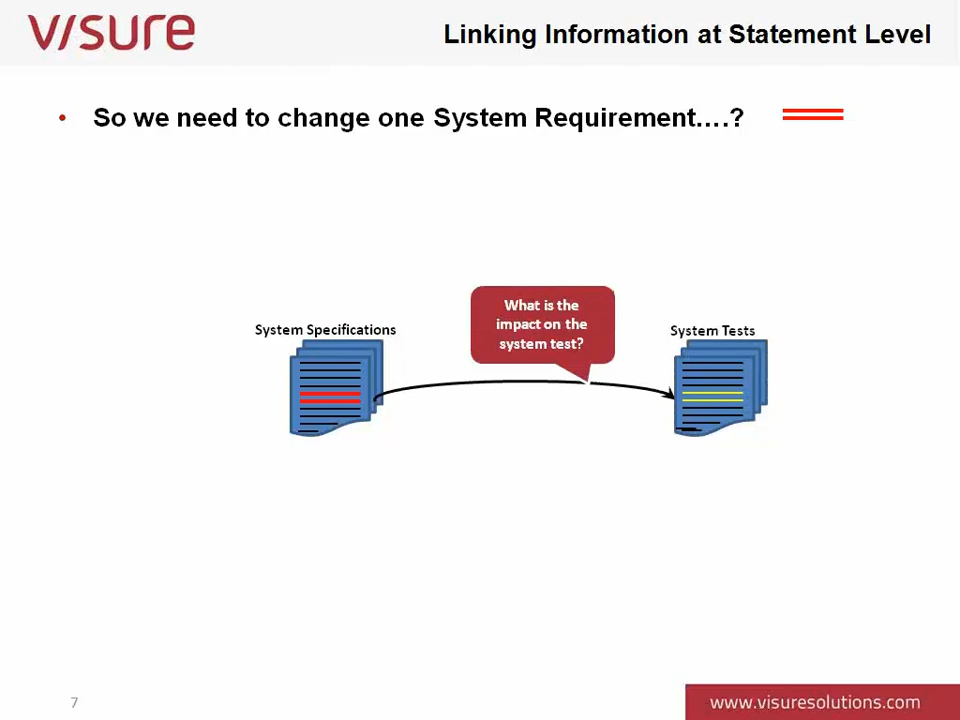 visure
Linking Information at Statement Level
• So we need to change one System Requirement....?
What is the
impact on the
system test?
System Specifications
System Tests
7
www.visuresolutions.com